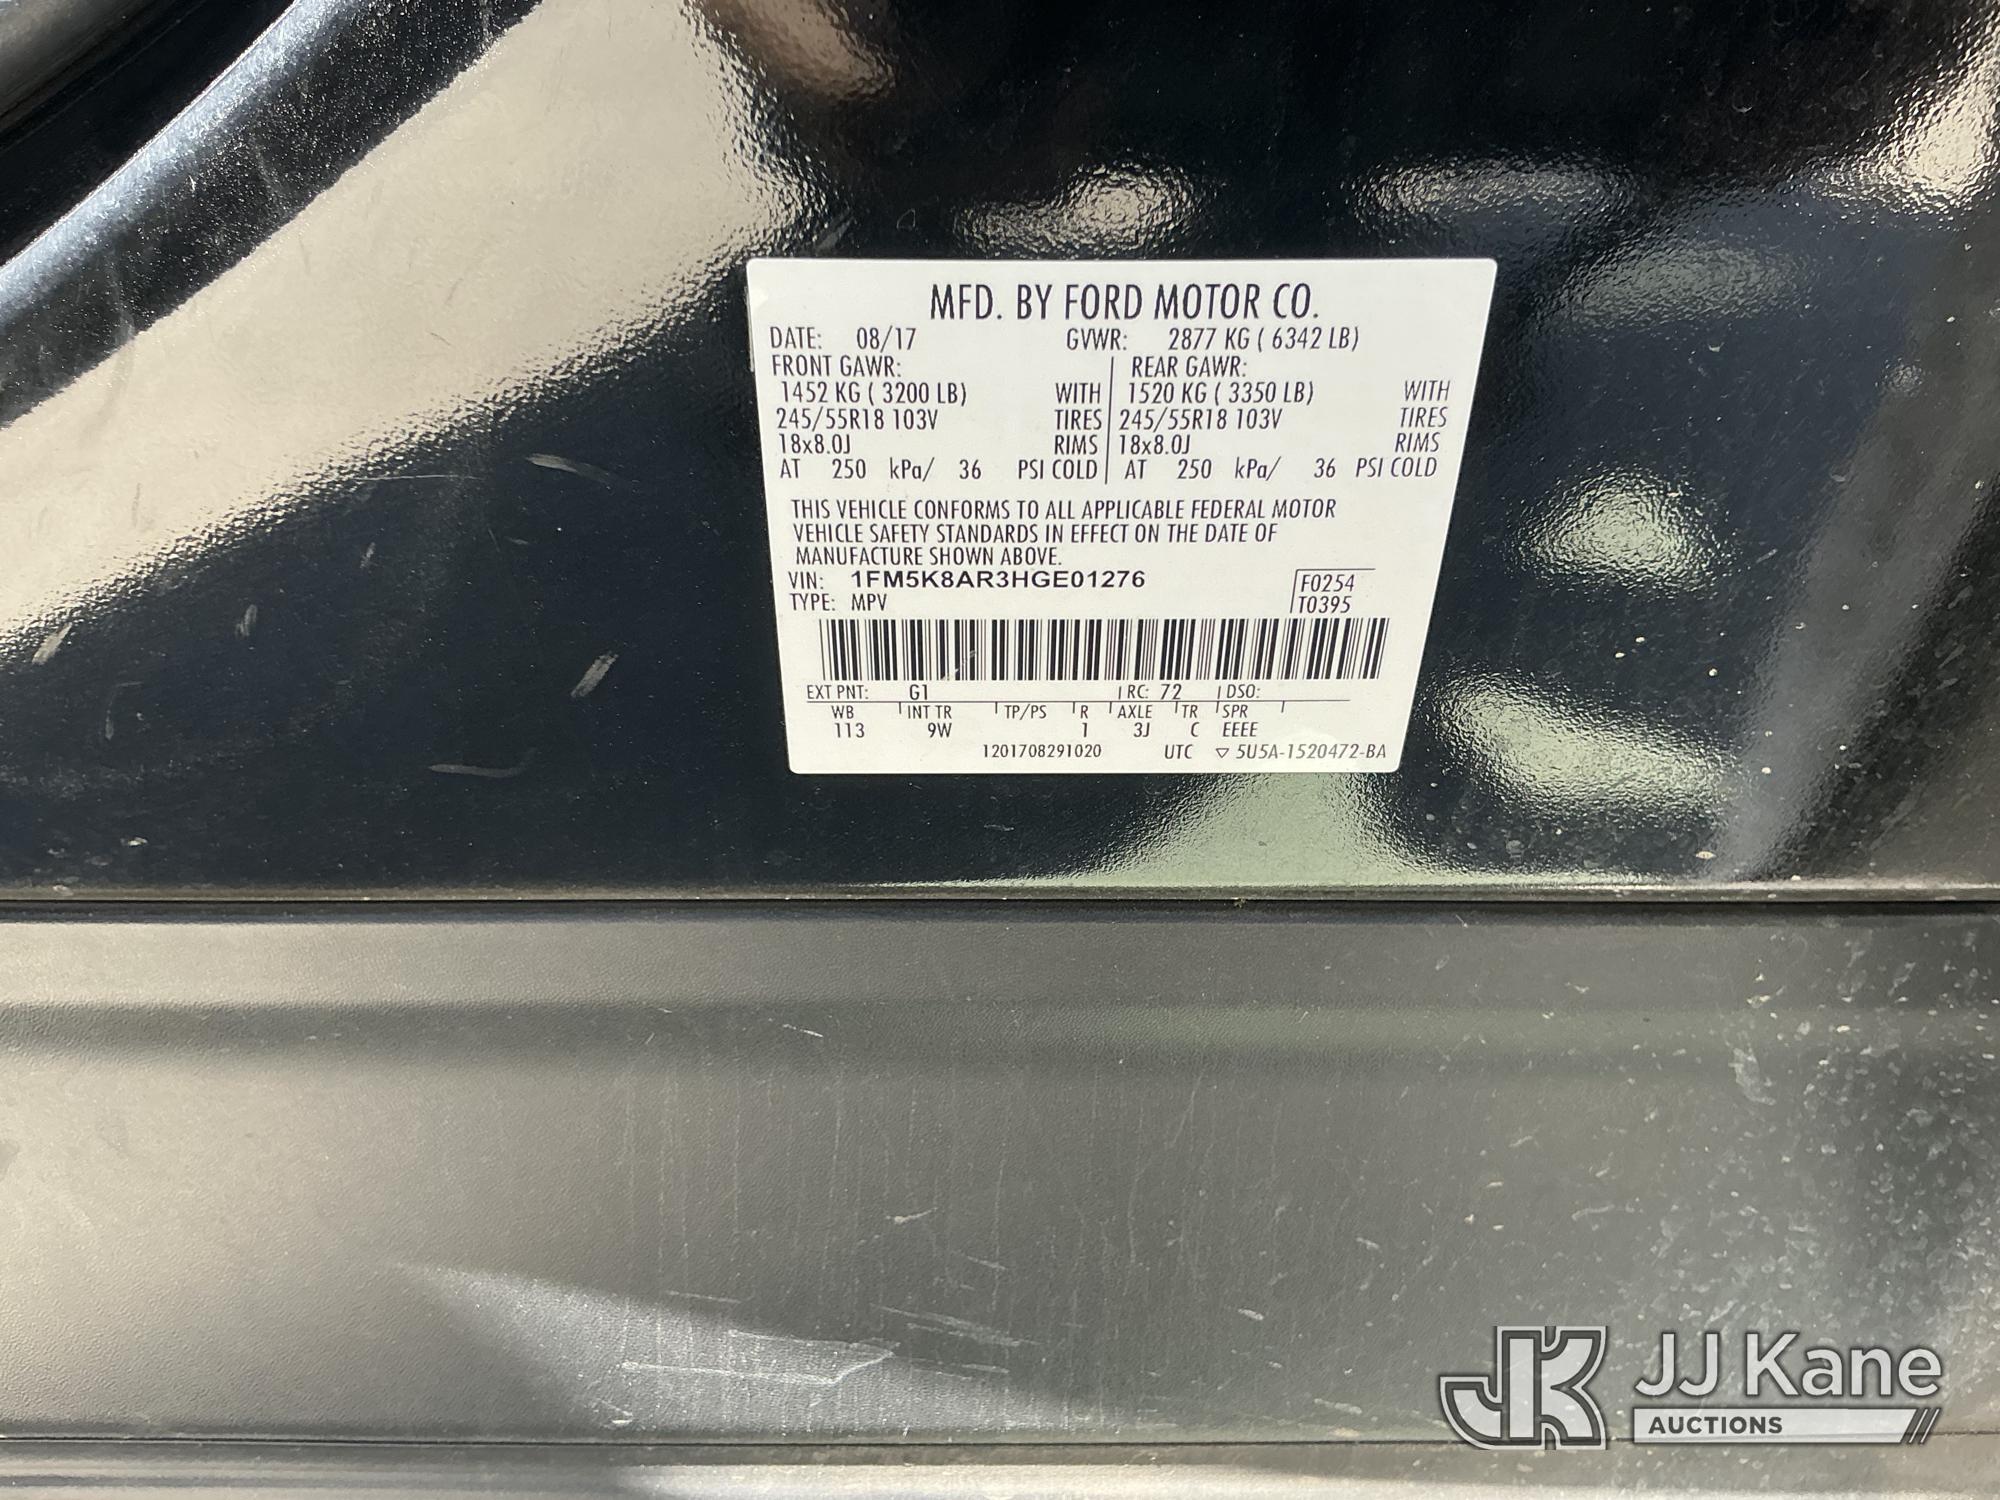 MFD. BY FORD MOTOR CO.
DATE: 08/17 GVWR: 2877 KG ( 6342 LB)
FRONT GAWR: REAR GAWR:
1452 KG ( 3200 LB) WITH 1520 KG ( 3350 LB) WITH
245/55R18 103V TIRES 245/55R18 103V TIRES
18x8.0J RIMS 18x8.0J RIMS
AT 250 kPa/ 36 PSI COLD AT 250 kPa/ 36 PSI COLD
THIS VEHICLE CONFORMS TO ALL APPLICABLE FEDERAL MOTOR
VEHICLE SAFETY STANDARDS IN EFFECT ON THE DATE OF
MANUFACTURE SHOWN ABOVE.
VIN: 1FM5K8AR3HGE01276 F0254
TYPE: MPV T0395
EXT PNT: G1 RC: 72 DSO:
WB INT TR TP/PS R AXLE TR SPR
113 9W 1 3J C EEEE
1201708291020 UTC ▽ 5U5A-1520472-BA
JK JJ Kane
AUCTIONS